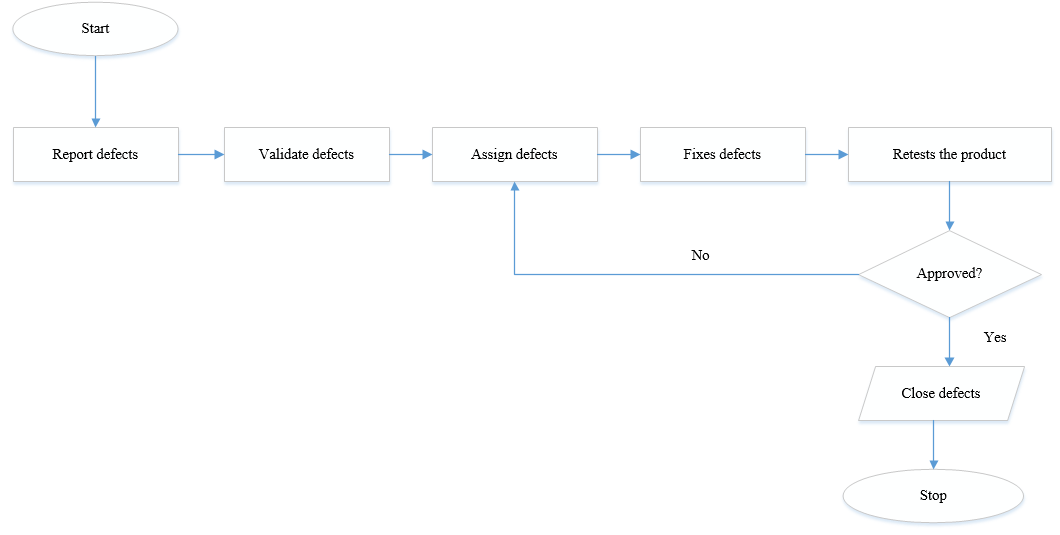 Start
Report defects
Validate defects
Assign defects
Fixes defects
Retests the product
No
Approved?
Yes
Close defects
Stop